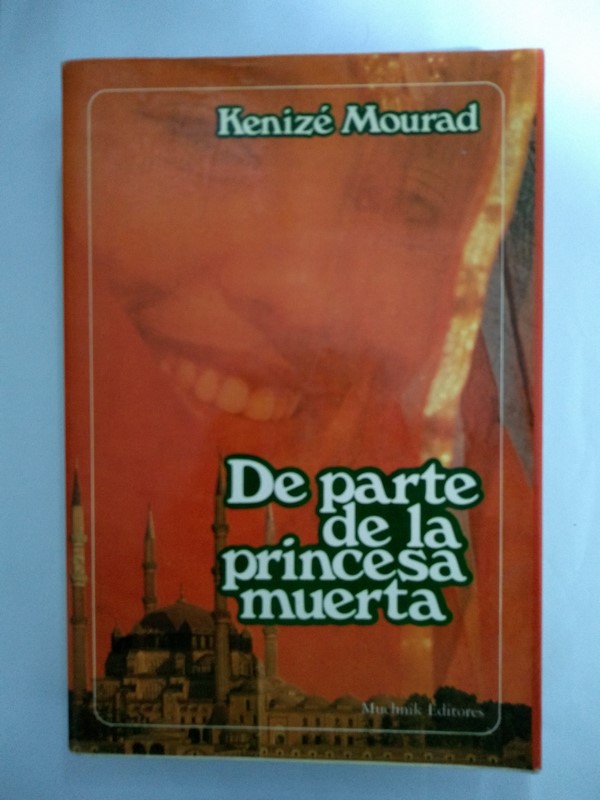 Kenizé Mourad
De parte
de la
princesa
muerta
Muchnik Editores